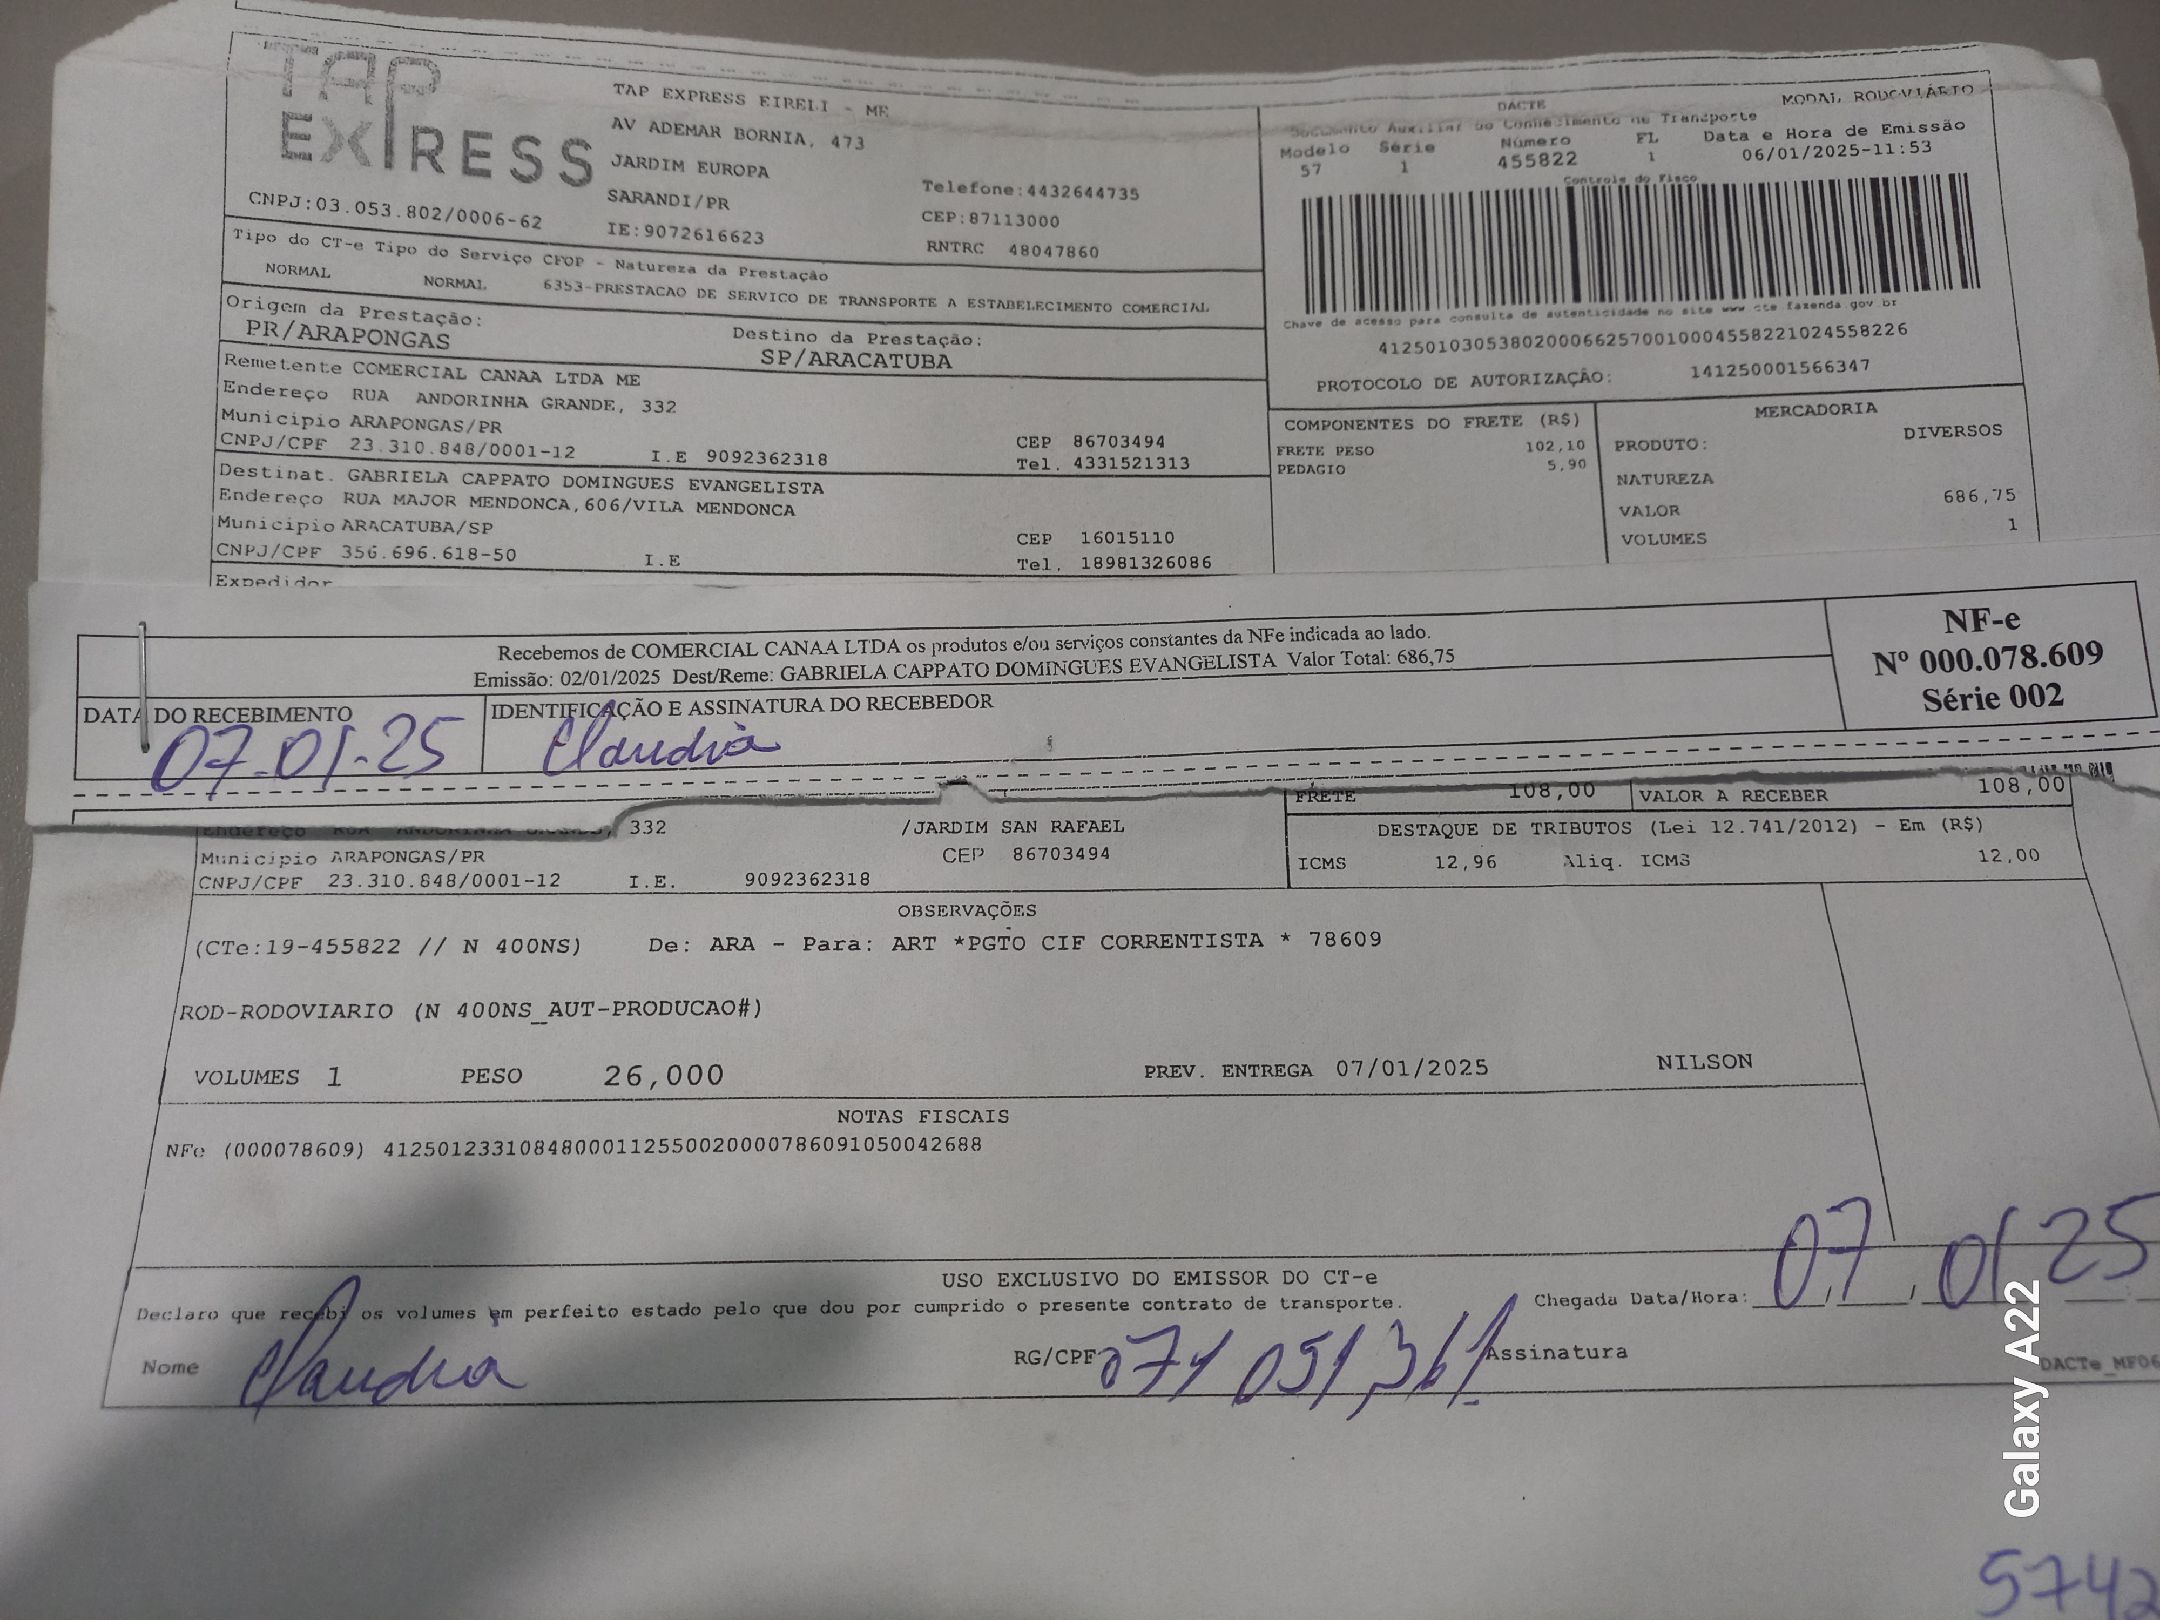 TAP
EXPRESS
TAP EXPRESS EIRELI - ME
AV ADEMAR BORNIA, 473
JARDIM EUROPA
SARANDI/PR
IE:9072616623
Telefone:4432644735
CEP:87113000
RNTRC 48047860
CNPJ:03.053.802/0006-62
DACTE
MODAL RODOVIÁRIO
Documento Auxiliar do Conhecimento de Transporte
Modelo Série Número FL Data e Hora de Emissão
57 1 455822 1 06/01/2025-11:53
Controle do Fisco
Chave de acesso para consulta de autenticidade no site www cte fazenda.gov.br
41250103053802000662570010004558221024558226
PROTOCOLO DE AUTORIZAÇÃO: 141250001566347
Tipo do CT-e Tipo do Serviço CFOP - Natureza da Prestação
NORMAL NORMAL 6353-PRESTACAO DE SERVICO DE TRANSPORTE A ESTABELECIMENTO COMERCIAL
Origem da Prestação: Destino da Prestação:
PR/ARAPONGAS SP/ARACATUBA
Remetente COMERCIAL CANAA LTDA ME
Endereço RUA ANDORINHA GRANDE, 332
Municipio ARAPONGAS/PR CEP 86703494
CNPJ/CPF 23.310.848/0001-12 I.E 9092362318 Tel. 4331521313
Destinat. GABRIELA CAPPATO DOMINGUES EVANGELISTA
Endereço RUA MAJOR MENDONCA,606/VILA MENDONCA
Municipio ARACATUBA/SP CEP 16015110
CNPJ/CPF 356.696.618-50 I.E Tel. 18981326086
Expedidor
COMPONENTES DO FRETE (R$)
FRETE PESO 102,10
PEDAGIO 5,90
MERCADORIA
PRODUTO: DIVERSOS
NATUREZA
VALOR 686,75
VOLUMES 1
Recebemos de COMERCIAL CANAA LTDA os produtos e/ou serviços constantes da NFe indicada ao lado.
Emissão: 02/01/2025 Dest/Reme: GABRIELA CAPPATO DOMINGUES EVANGELISTA Valor Total: 686,75
NF-e
Nº 000.078.609
Série 002
DATA DO RECEBIMENTO IDENTIFICAÇÃO E ASSINATURA DO RECEBEDOR
07-01-25 Claudia
FRETE 108,00 VALOR A RECEBER 108,00
Endereço RUA ANDORINHA GRANDE, 332 /JARDIM SAN RAFAEL
Municipio ARAPONGAS/PR CEP 86703494
CNPJ/CPF 23.310.848/0001-12 I.E. 9092362318
DESTAQUE DE TRIBUTOS (Lei 12.741/2012) - Em (R$)
ICMS 12,96 Aliq. ICMS 12,00
OBSERVAÇÕES
(CTe:19-455822 // N 400NS) De: ARA - Para: ART *PGTO CIF CORRENTISTA * 78609
ROD-RODOVIARIO (N 400NS_AUT-PRODUCAO#)
VOLUMES 1 PESO 26,000 PREV. ENTREGA 07/01/2025 NILSON
NOTAS FISCAIS
NFe (000078609) 41250123310848000112550020000786091050042688
USO EXCLUSIVO DO EMISSOR DO CT-e
Declaro que recebi os volumes em perfeito estado pelo que dou por cumprido o presente contrato de transporte.
Chegada Data/Hora: 07 01 25
Nome Claudia RG/CPF 071 051,361 Assinatura
DACTe_MF06
Galaxy A22
5742